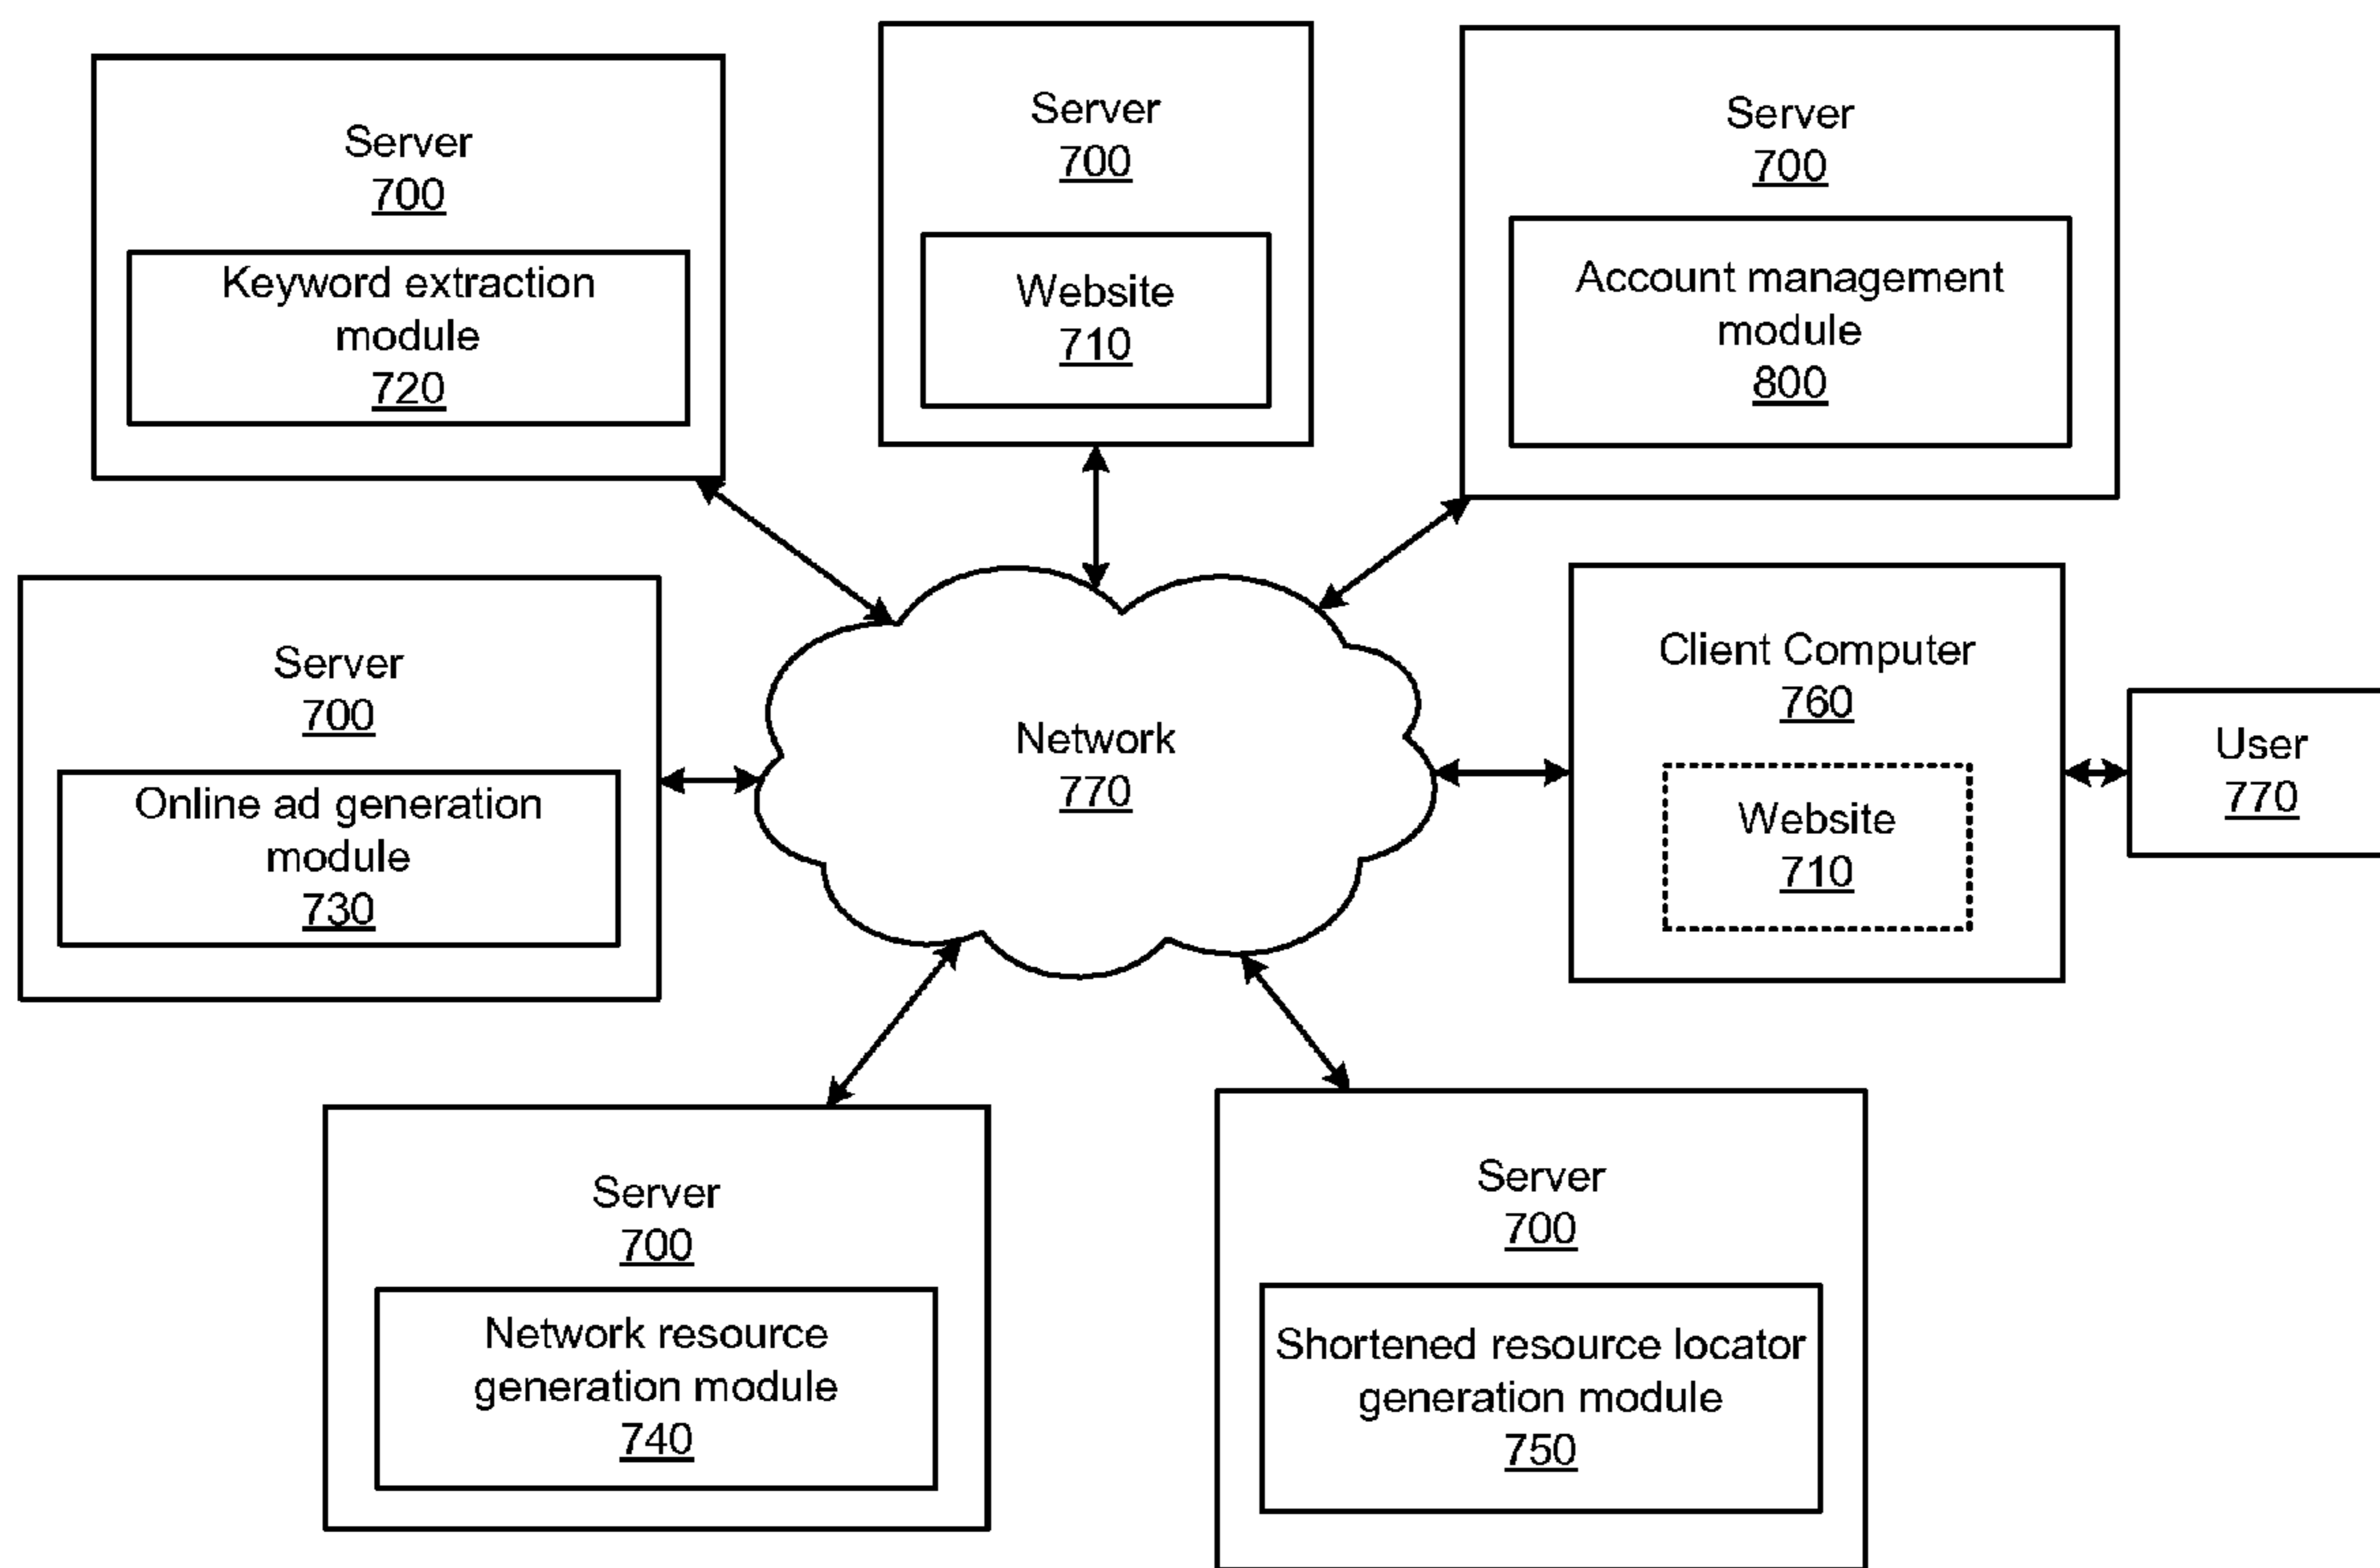 Server
700
Keyword extraction
module
720
Server
700
Website
710
Server
700
Account management
module
800
Server
700
Online ad generation
module
730
Network
770
Client Computer
760
Website
710
User
770
Server
700
Network resource
generation module
740
Server
700
Shortened resource locator
generation module
750